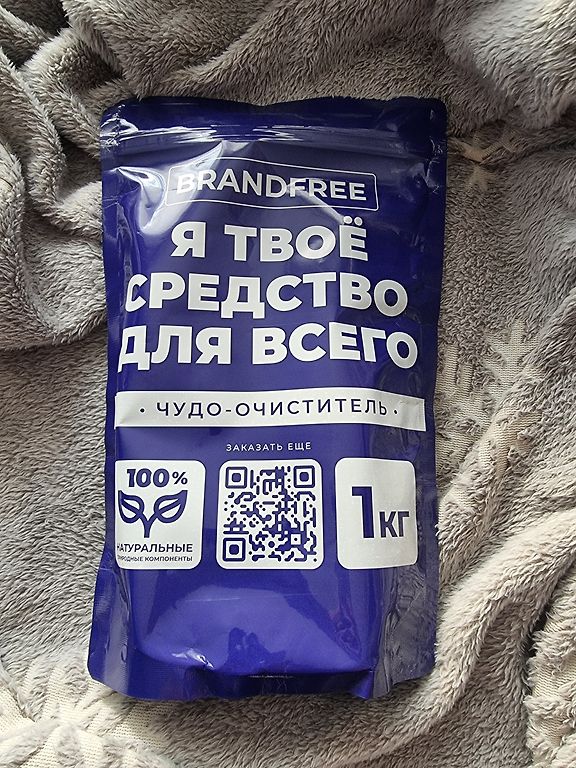 BRANDFREE
Я ТВОЁ
СРЕДСТВО
ДЛЯ ВСЕГО
· ЧУДО-ОЧИСТИТЕЛЬ ·
ЗАКАЗАТЬ ЕЩЕ
100%
НАТУРАЛЬНЫЕ
ПРИРОДНЫЕ КОМПОНЕНТЫ
1 КГ